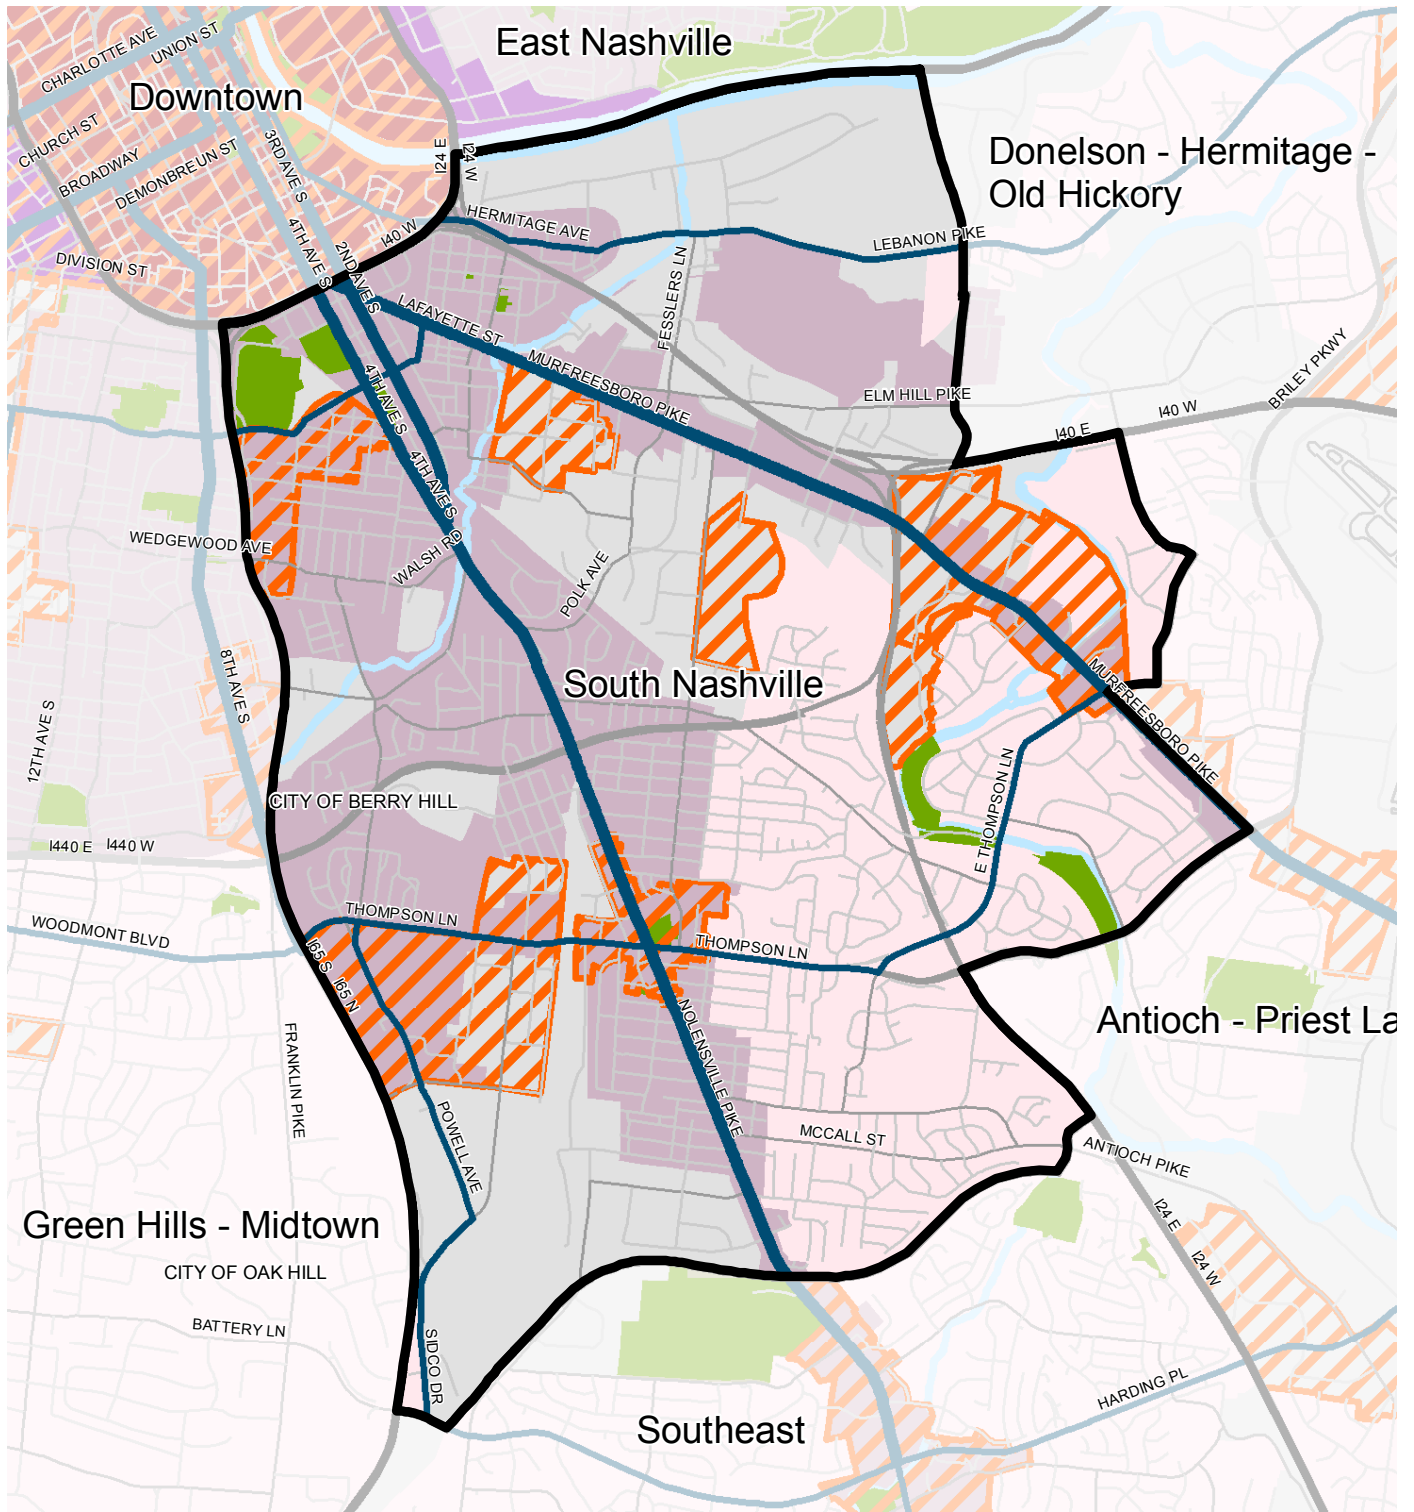 East Nashville
CHARLOTTE AVE
UNION ST
Downtown
CHURCH ST
BROADWAY
DEMONBREUN ST
3RD AVE S
I24 E
I24 W
Donelson - Hermitage -
Old Hickory
HERMITAGE AVE
LEBANON PIKE
4TH AVE S
2ND AVE S
I40 W
DIVISION ST
FESSLERS LN
LAFAYETTE ST
MURFREESBORO PIKE
ELM HILL PIKE
BRILEY PKWY
I40 W
I40 E
4TH AVE S
4TH AVE S
WEDGEWOOD AVE
WALSH RD
POLK AVE
8TH AVE S
12TH AVE S
South Nashville
MURFREESBORO PIKE
CITY OF BERRY HILL
E THOMPSON LN
I440 E
I440 W
THOMPSON LN
WOODMONT BLVD
THOMPSON LN
I65 S
I65 N
NOLENSVILLE PIKE
FRANKLIN PIKE
Antioch - Priest La
POWELL AVE
MCCALL ST
ANTIOCH PIKE
Green Hills - Midtown
CITY OF OAK HILL
I24 E
I24 W
BATTERY LN
SIDCO DR
HARDING PL
Southeast